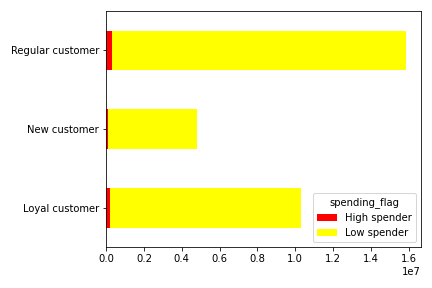 Regular customer
New customer
Loyal customer
spending_flag
High spender
Low spender
0.0 0.2 0.4 0.6 0.8 1.0 1.2 1.4 1.6
1e7